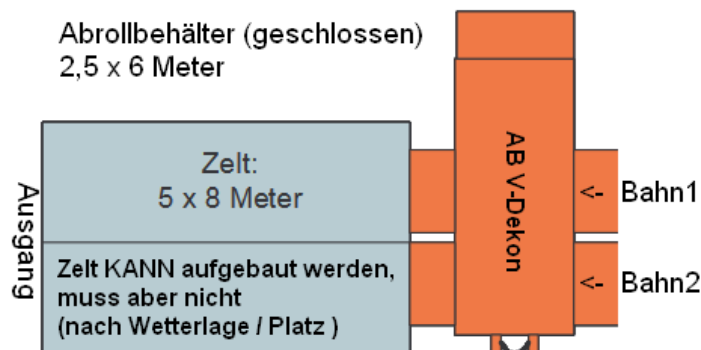 Abrollbehälter (geschlossen)
2,5 x 6 Meter
Zelt:
5 x 8 Meter
Ausgang
AB V-Dekon
<- Bahn1
<- Bahn2
Zelt KANN aufgebaut werden,
muss aber nicht
(nach Wetterlage / Platz )